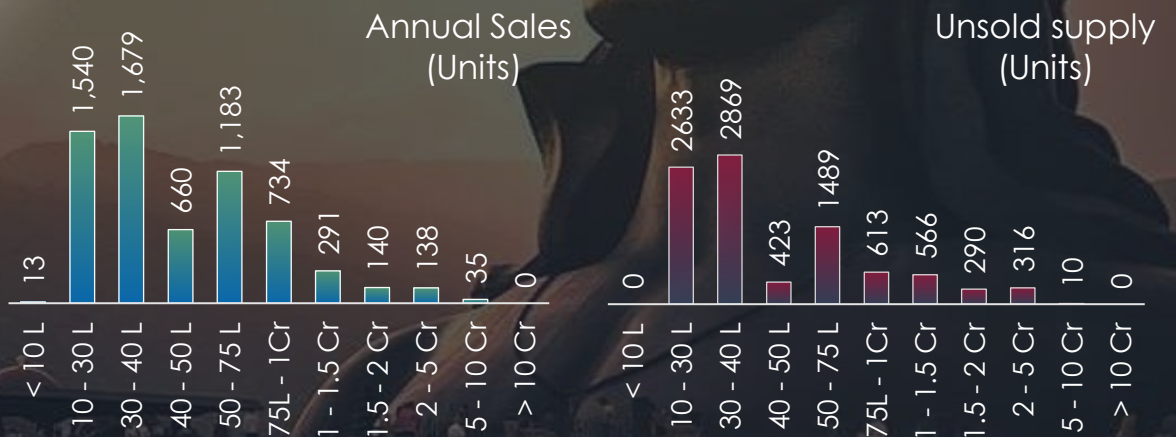 Annual Sales
(Units)
13
1,540
1,679
660
1,183
734
291
140
138
35
0
< 10 L
10 - 30 L
30 - 40 L
40 - 50 L
50 - 75 L
75L - 1Cr
1 - 1.5 Cr
1.5 - 2 Cr
2 - 5 Cr
5 - 10 Cr
> 10 Cr
Unsold supply
(Units)
0
2633
2869
423
1489
613
566
290
316
10
0
< 10 L
10 - 30 L
30 - 40 L
40 - 50 L
50 - 75 L
75L - 1Cr
1 - 1.5 Cr
1.5 - 2 Cr
2 - 5 Cr
5 - 10 Cr
> 10 Cr